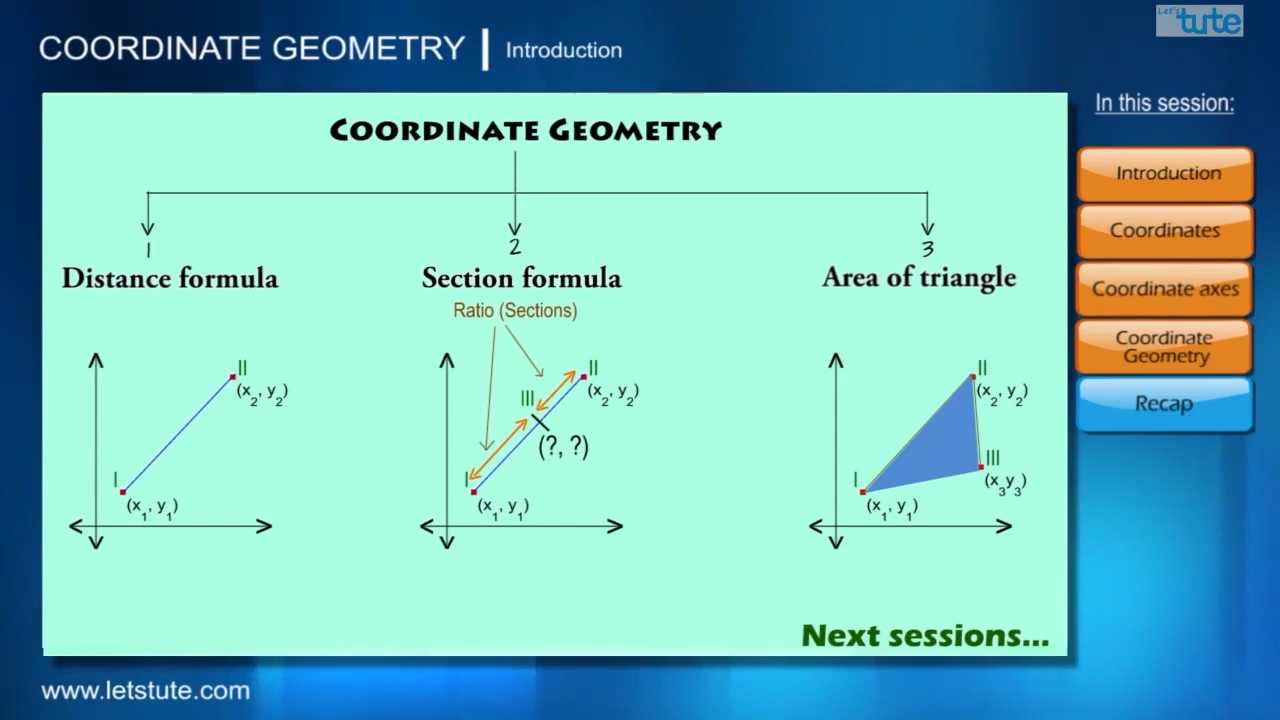 Let's
tute
COORDINATE GEOMETRY | Introduction
In this session:
Introduction
Coordinates
Coordinate axes
Coordinate
Geometry
Recap
COORDINATE GEOMETRY
1
Distance formula
I
(x1, y1)
II
(x2, y2)
2
Section formula
Ratio (Sections)
I
(x1, y1)
III
(?, ?)
II
(x2, y2)
3
Area of triangle
I
(x1, y1)
II
(x2, y2)
III
(x3y3)
Next sessions...
www.letstute.com